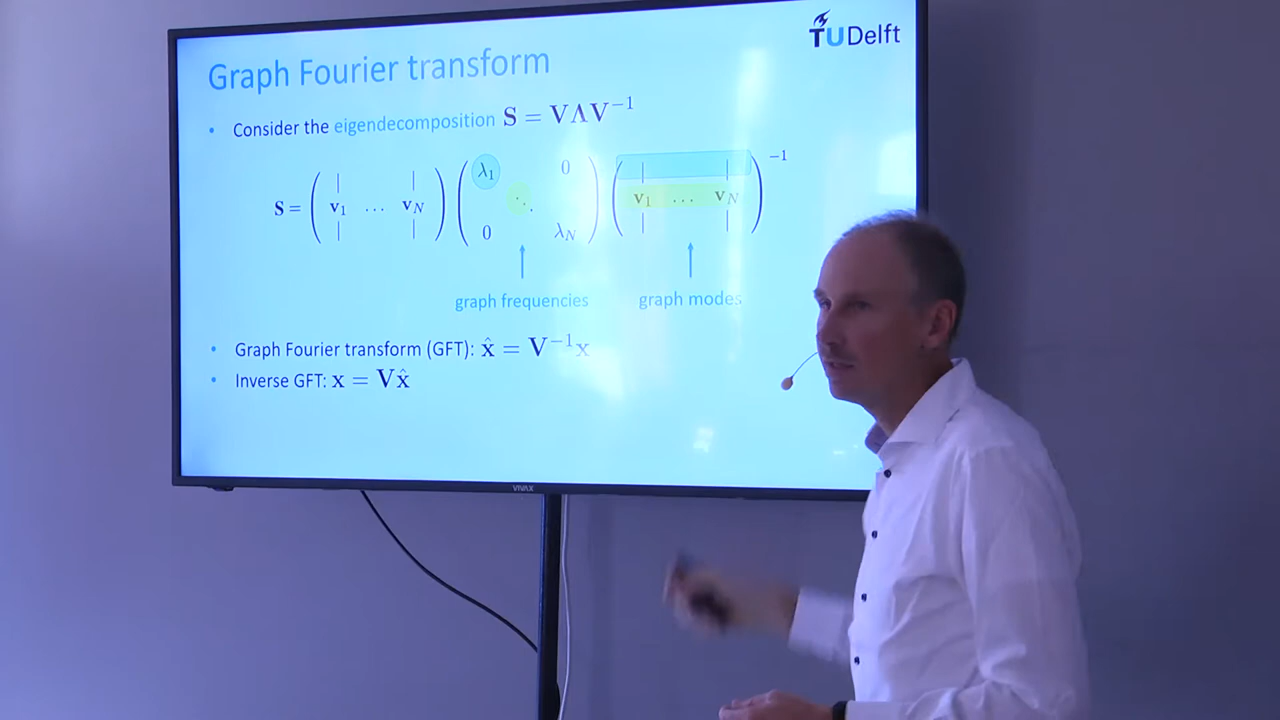 TUDelft
Graph Fourier transform
• Consider the eigendecomposition S = VΛV⁻¹
S = ( | | ) ( λ₁ 0 ) ( | | )⁻¹
v₁ … v_N ⋱ v₁ … v_N
| | 0 λ_N | |
graph frequencies graph modes
• Graph Fourier transform (GFT): x̂ = V⁻¹x
• Inverse GFT: x = Vx̂
VIVAX